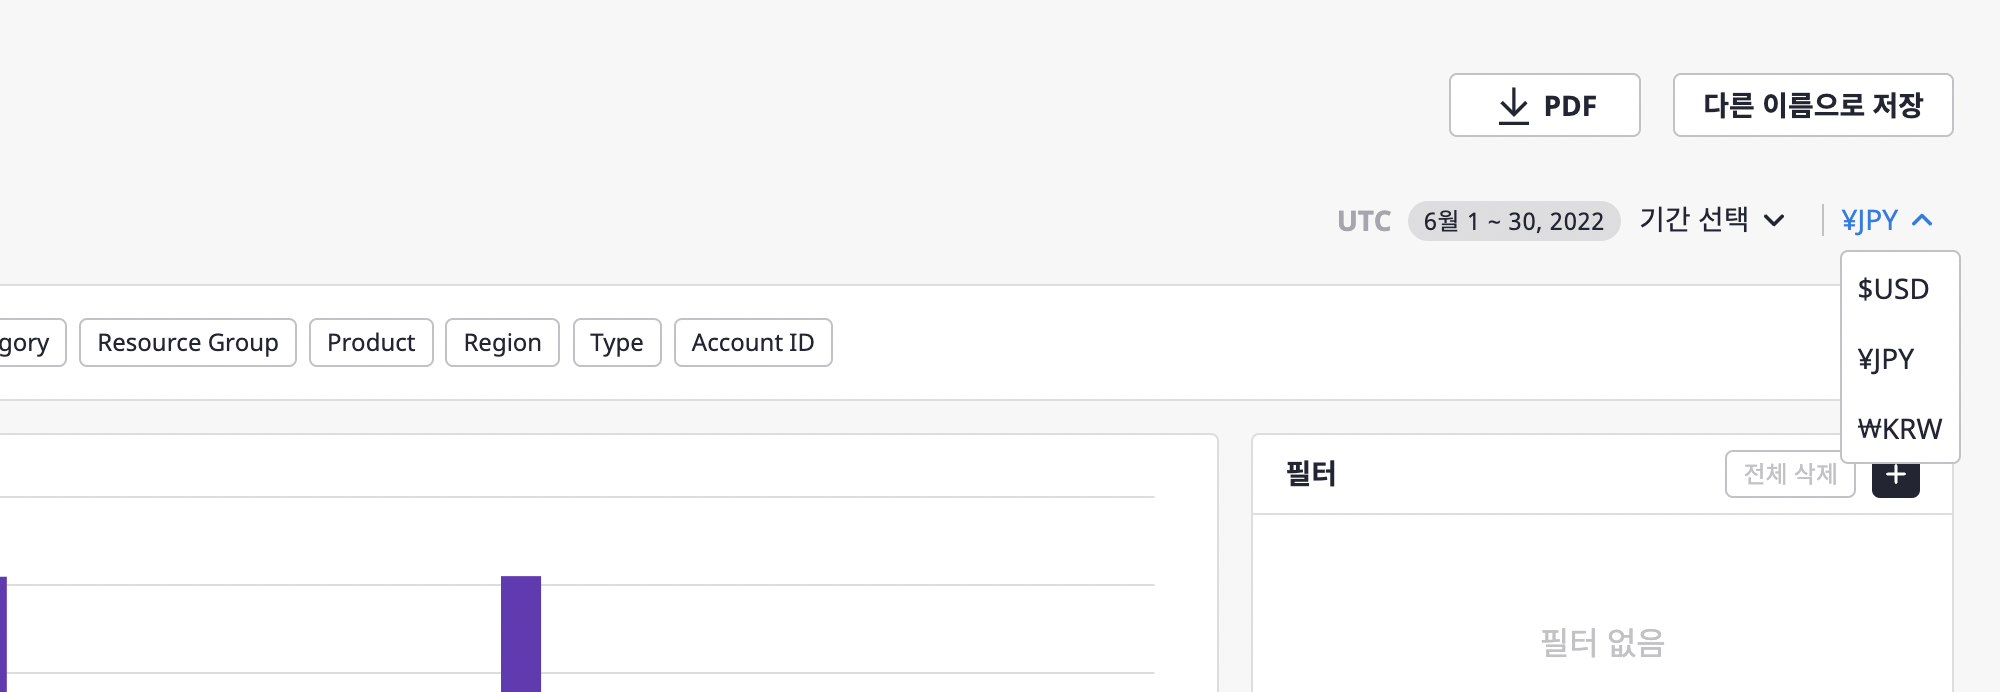 PDF
다른 이름으로 저장
UTC 6월 1 ~ 30, 2022 기간 선택 ¥JPY
$USD
¥JPY
₩KRW
gory Resource Group Product Region Type Account ID
필터 전체 삭제
필터 없음